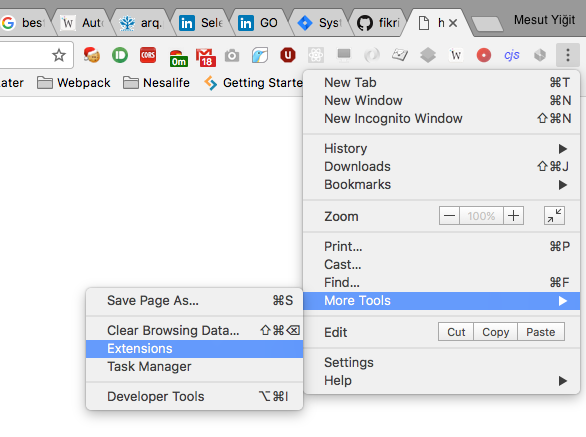 best
W Aut
arq.
in Sele
in GO
Syst
fikri
h
Mesut Yiğit
CORS
0m
18
W
cjs
ater
Webpack
Nesalife
Getting Starte
New Tab ⌘T
New Window ⌘N
New Incognito Window ⇧⌘N
History ▶
Downloads ⇧⌘J
Bookmarks ▶
Zoom — 100% +
Print... ⌘P
Cast...
Find... ⌘F
More Tools ▶
Edit Cut Copy Paste
Settings
Help ▶
Save Page As... ⌘S
Clear Browsing Data... ⇧⌘⌫
Extensions
Task Manager
Developer Tools ⌥⌘I